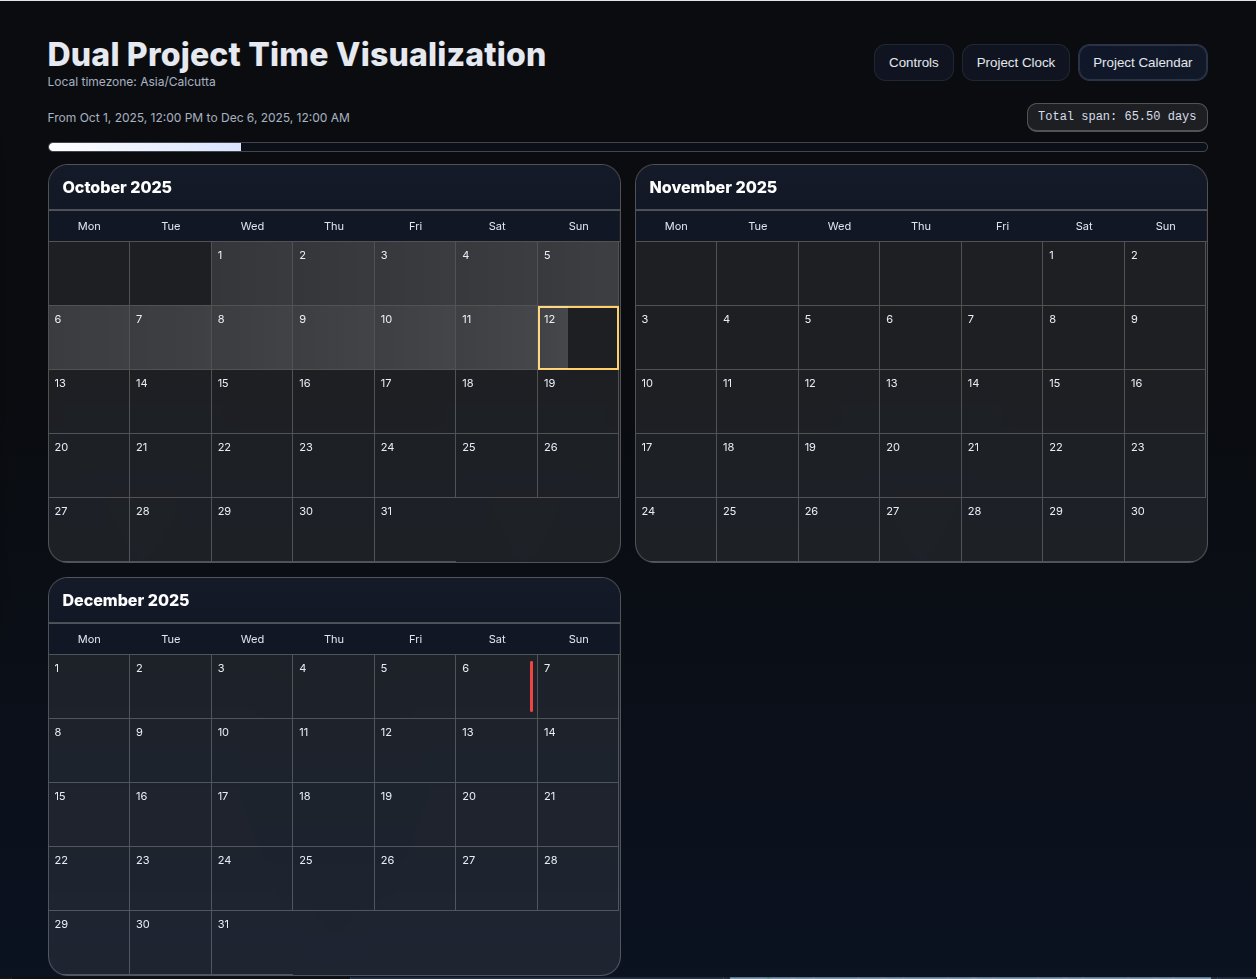 Dual Project Time Visualization
Local timezone: Asia/Calcutta
Controls
Project Clock
Project Calendar
From Oct 1, 2025, 12:00 PM to Dec 6, 2025, 12:00 AM
Total span: 65.50 days
October 2025
Mon Tue Wed Thu Fri Sat Sun
1 2 3 4 5
6 7 8 9 10 11 12
13 14 15 16 17 18 19
20 21 22 23 24 25 26
27 28 29 30 31
November 2025
Mon Tue Wed Thu Fri Sat Sun
1 2
3 4 5 6 7 8 9
10 11 12 13 14 15 16
17 18 19 20 21 22 23
24 25 26 27 28 29 30
December 2025
Mon Tue Wed Thu Fri Sat Sun
1 2 3 4 5 6 7
8 9 10 11 12 13 14
15 16 17 18 19 20 21
22 23 24 25 26 27 28
29 30 31